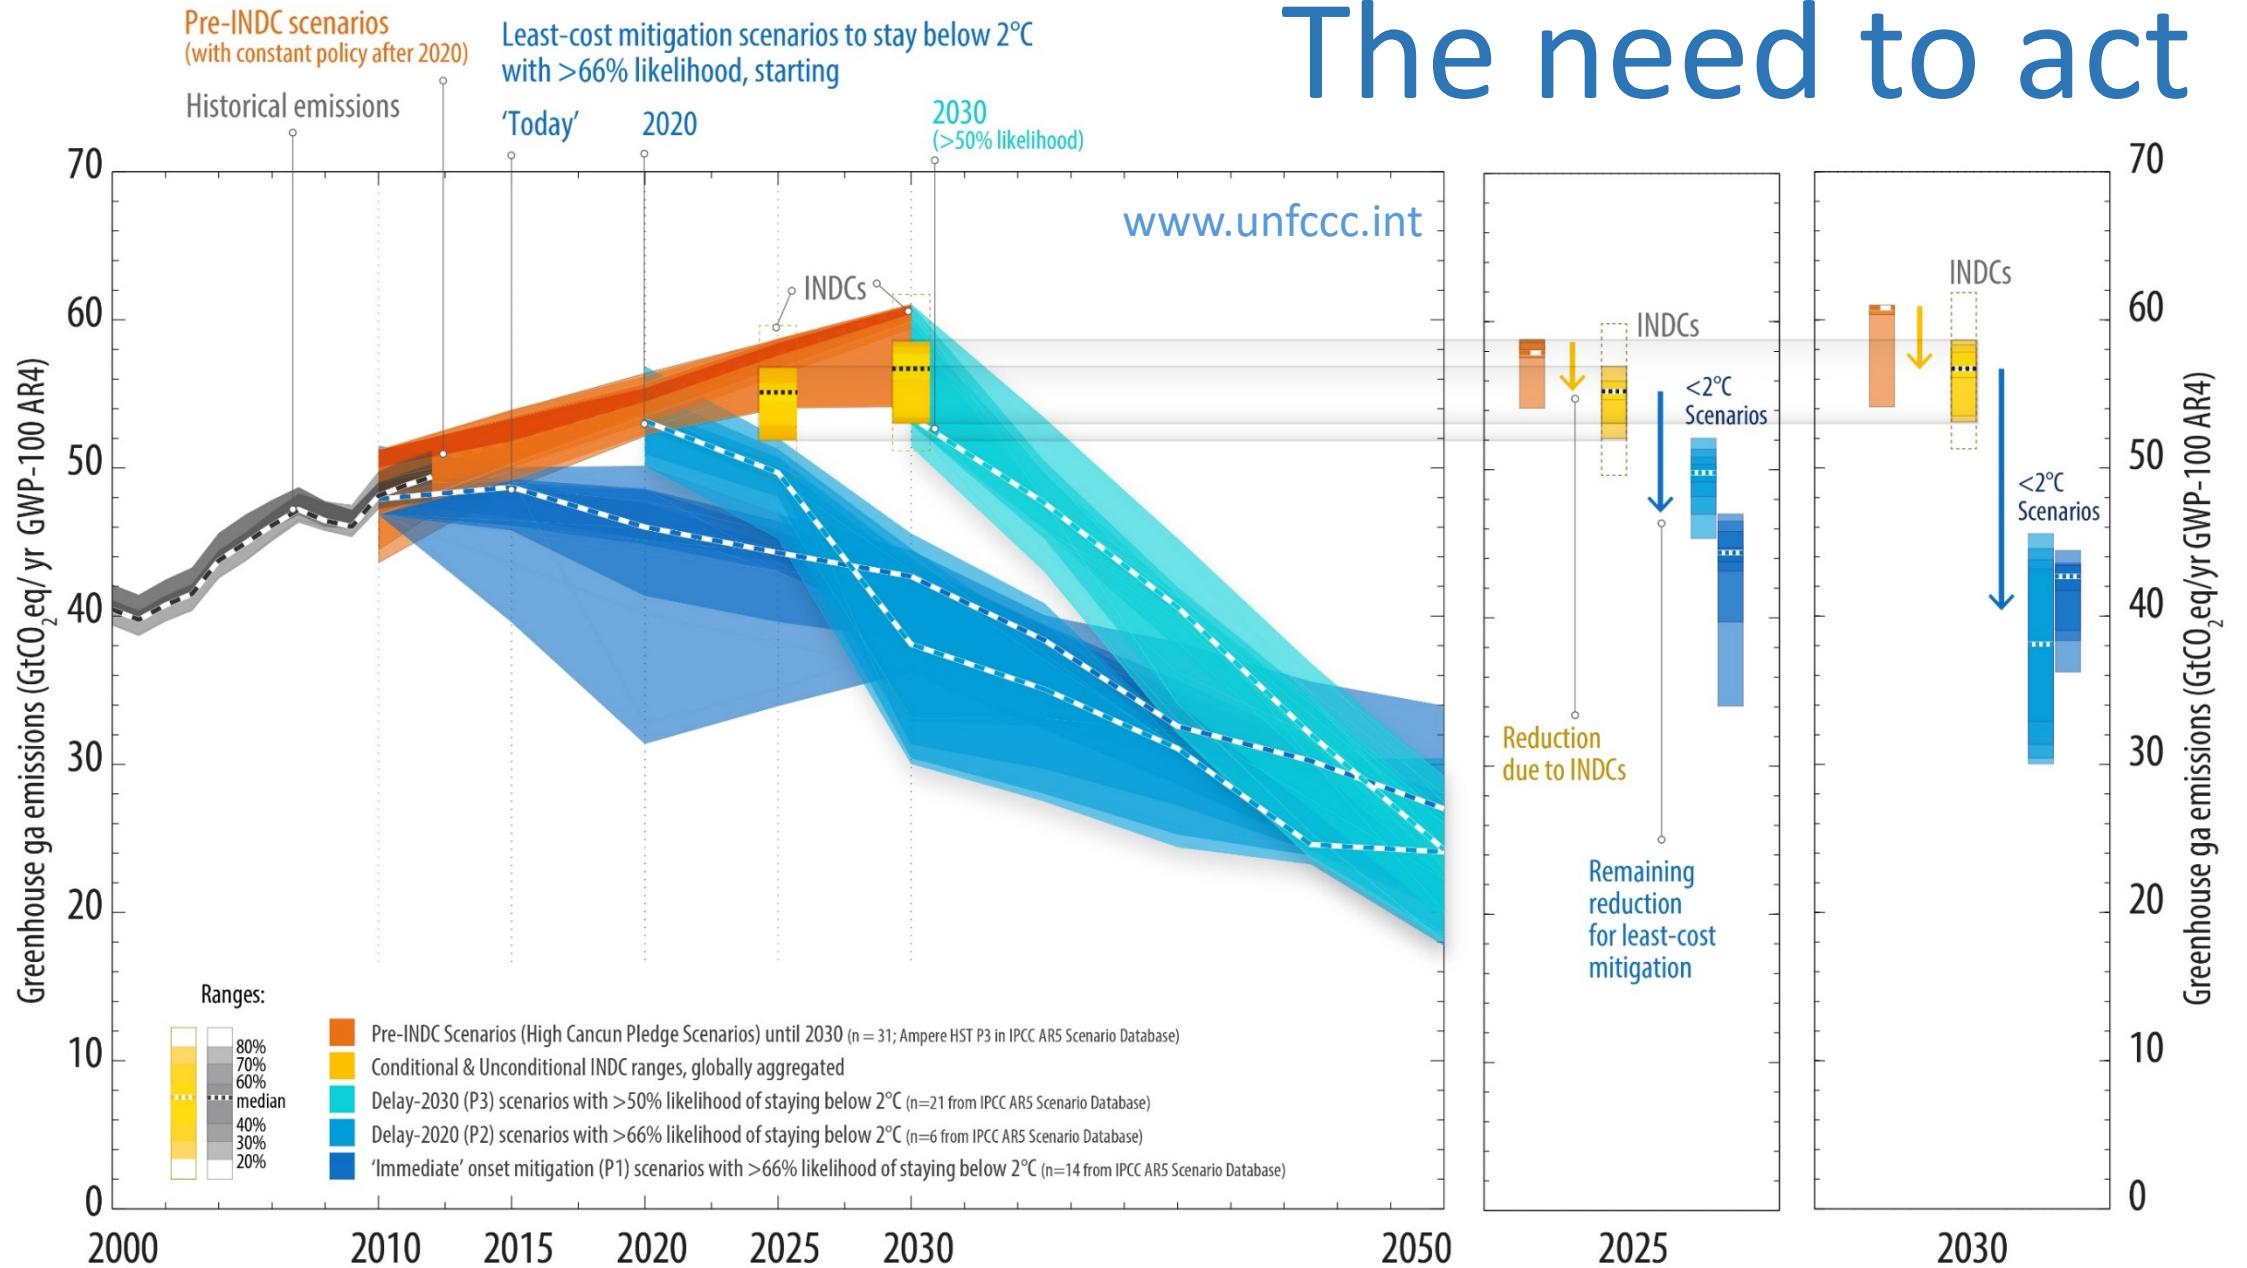 The need to act
Pre-INDC scenarios
(with constant policy after 2020)
Historical emissions
Least-cost mitigation scenarios to stay below 2°C
with >66% likelihood, starting
'Today'
2020
2030
(>50% likelihood)
www.unfccc.int
INDCs
Greenhouse ga emissions (GtCO2eq/ yr GWP-100 AR4)
70
60
50
40
30
20
10
0
2000
2010
2015
2020
2025
2030
2050
Ranges:
80%
70%
60%
median
40%
30%
20%
Pre-INDC Scenarios (High Cancun Pledge Scenarios) until 2030 (n = 31; Ampere HST P3 in IPCC AR5 Scenario Database)
Conditional & Unconditional INDC ranges, globally aggregated
Delay-2030 (P3) scenarios with >50% likelihood of staying below 2°C (n=21 from IPCC AR5 Scenario Database)
Delay-2020 (P2) scenarios with >66% likelihood of staying below 2°C (n=6 from IPCC AR5 Scenario Database)
'Immediate' onset mitigation (P1) scenarios with >66% likelihood of staying below 2°C (n=14 from IPCC AR5 Scenario Database)
INDCs
<2°C
Scenarios
Reduction
due to INDCs
Remaining
reduction
for least-cost
mitigation
2025
INDCs
<2°C
Scenarios
2030
70
60
50
40
30
20
10
0
Greenhouse ga emissions (GtCO2eq/yr GWP-100 AR4)